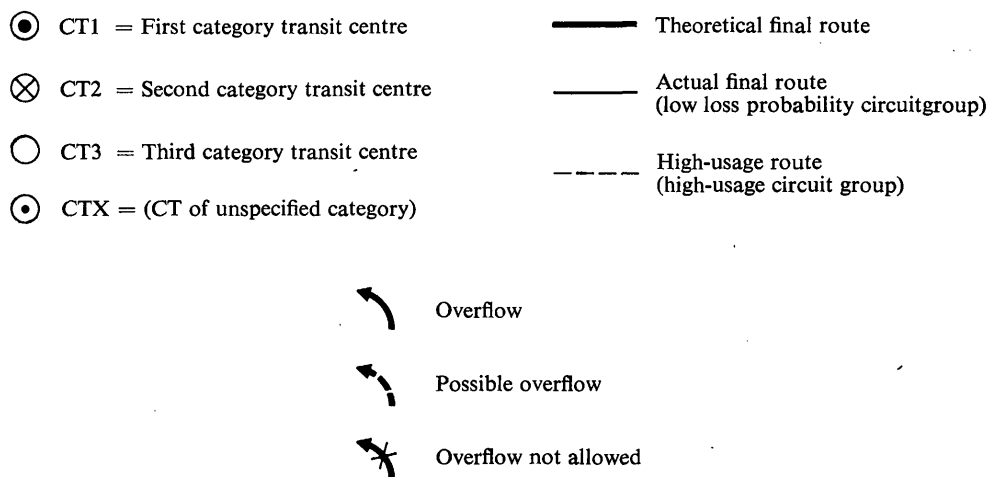 CT1 = First category transit centre
CT2 = Second category transit centre
CT3 = Third category transit centre
CTX = (CT of unspecified category)
Theoretical final route
Actual final route
(low loss probability circuitgroup)
High-usage route
(high-usage circuit group)
Overflow
Possible overflow
Overflow not allowed